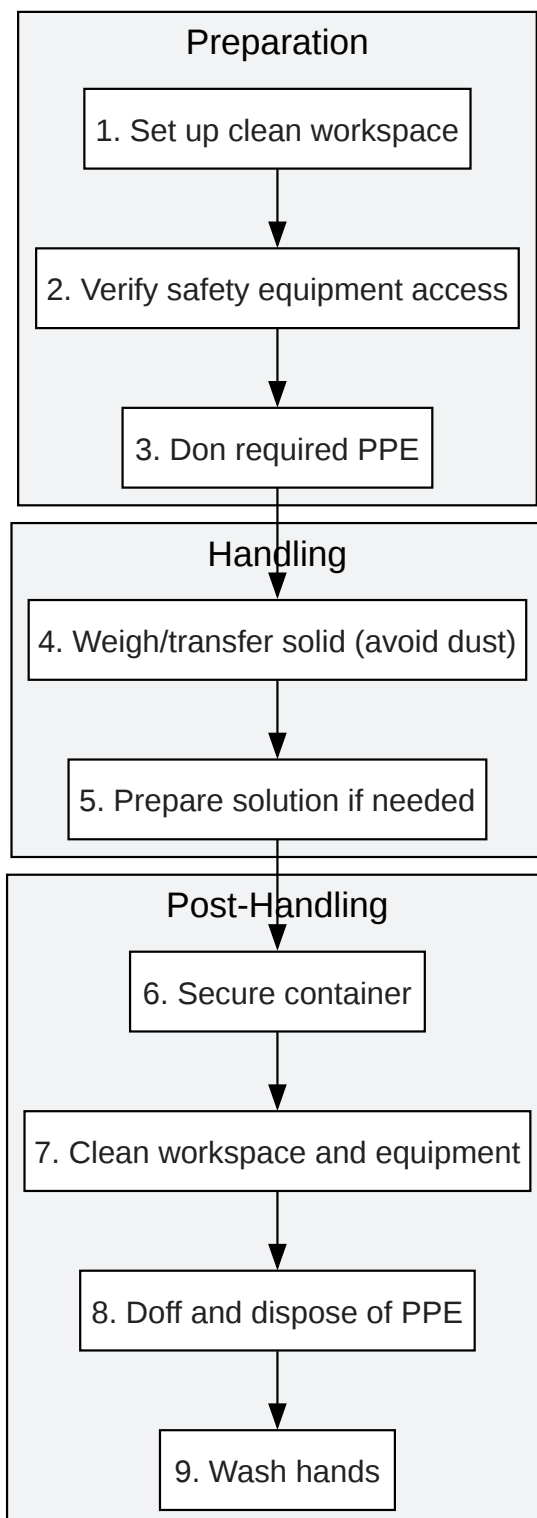 Preparation
1. Set up clean workspace
2. Verify safety equipment access
3. Don required PPE
Handling
4. Weigh/transfer solid (avoid dust)
5. Prepare solution if needed
Post-Handling
6. Secure container
7. Clean workspace and equipment
8. Doff and dispose of PPE
9. Wash hands